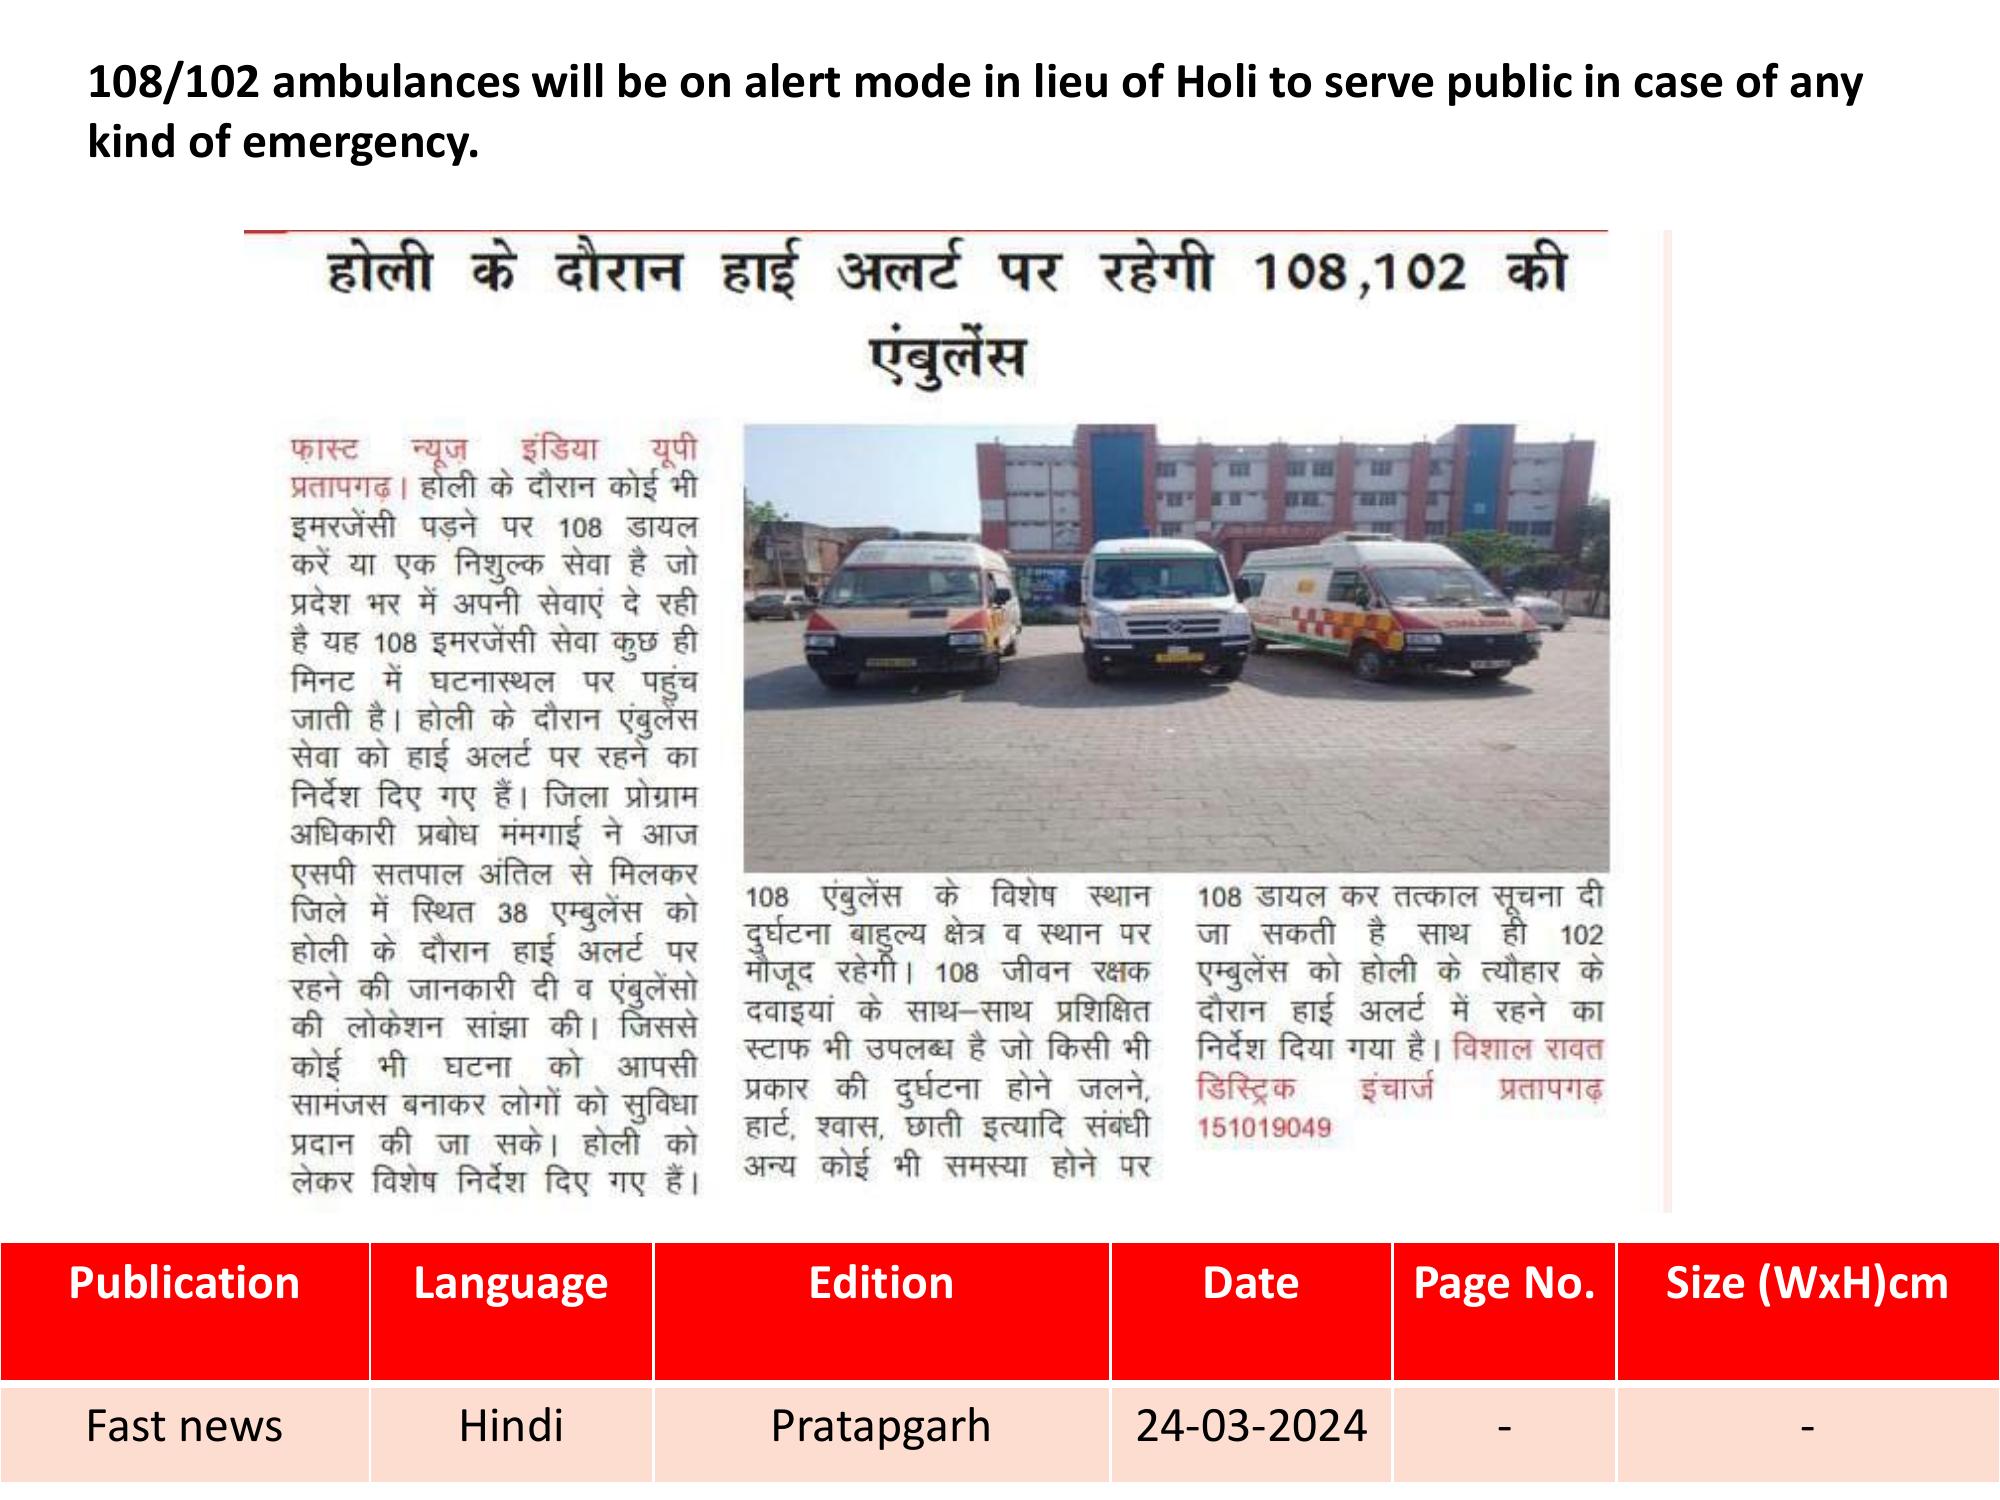 108/102 ambulances will be on alert mode in lieu of Holi to serve public in case of any
kind of emergency.
होली के दौरान हाई अलर्ट पर रहेगी 108,102 की
एंबुलेंस
फ़ास्ट न्यूज़ इंडिया यूपी
प्रतापगढ़। होली के दौरान कोई भी
इमरजेंसी पड़ने पर 108 डायल
करें या एक निशुल्क सेवा है जो
प्रदेश भर में अपनी सेवाएं दे रही
है यह 108 इमरजेंसी सेवा कुछ ही
मिनट में घटनास्थल पर पहुंच
जाती है। होली के दौरान एंबुलेंस
सेवा को हाई अलर्ट पर रहने का
निर्देश दिए गए हैं। जिला प्रोग्राम
अधिकारी प्रबोध मंमगाई ने आज
एसपी सतपाल अंतिल से मिलकर
जिले में स्थित 38 एम्बुलेंस को
होली के दौरान हाई अलर्ट पर
रहने की जानकारी दी व एंबुलेंसो
की लोकेशन सांझा की। जिससे
कोई भी घटना को आपसी
सामंजस बनाकर लोगों को सुविधा
प्रदान की जा सके। होली को
लेकर विशेष निर्देश दिए गए हैं।
108 एंबुलेंस के विशेष स्थान
दुर्घटना बाहुल्य क्षेत्र व स्थान पर
मौजूद रहेगी। 108 जीवन रक्षक
दवाइयां के साथ–साथ प्रशिक्षित
स्टाफ भी उपलब्ध है जो किसी भी
प्रकार की दुर्घटना होने जलने,
हार्ट, श्वास, छाती इत्यादि संबंधी
अन्य कोई भी समस्या होने पर
108 डायल कर तत्काल सूचना दी
जा सकती है साथ ही 102
एम्बुलेंस को होली के त्यौहार के
दौरान हाई अलर्ट में रहने का
निर्देश दिया गया है। विशाल रावत
डिस्ट्रिक इंचार्ज प्रतापगढ़
151019049
Publication Language Edition Date Page No. Size (WxH)cm
Fast news Hindi Pratapgarh 24-03-2024 - -